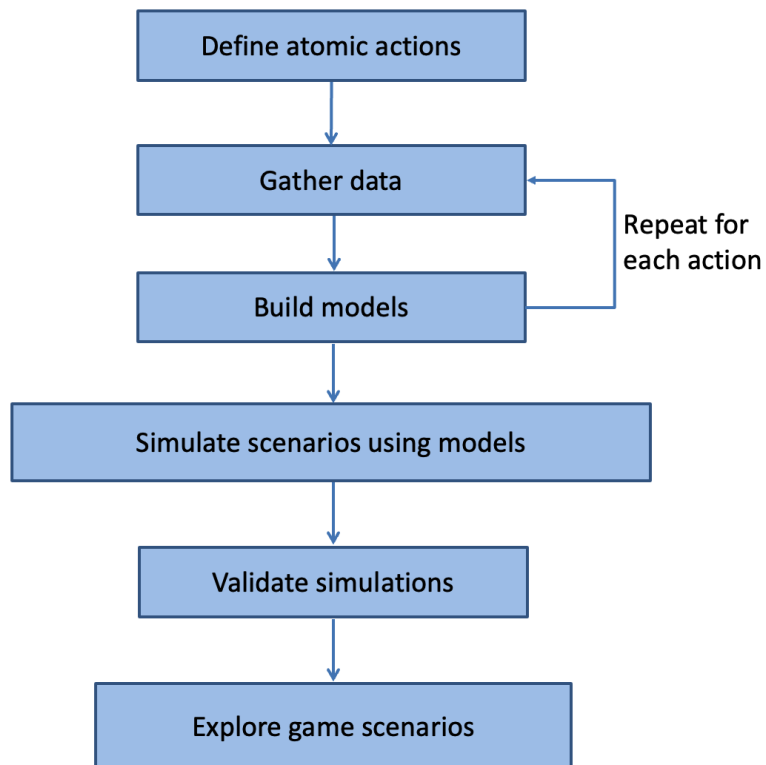 Define atomic actions
Gather data
Repeat for
each action
Build models
Simulate scenarios using models
Validate simulations
Explore game scenarios